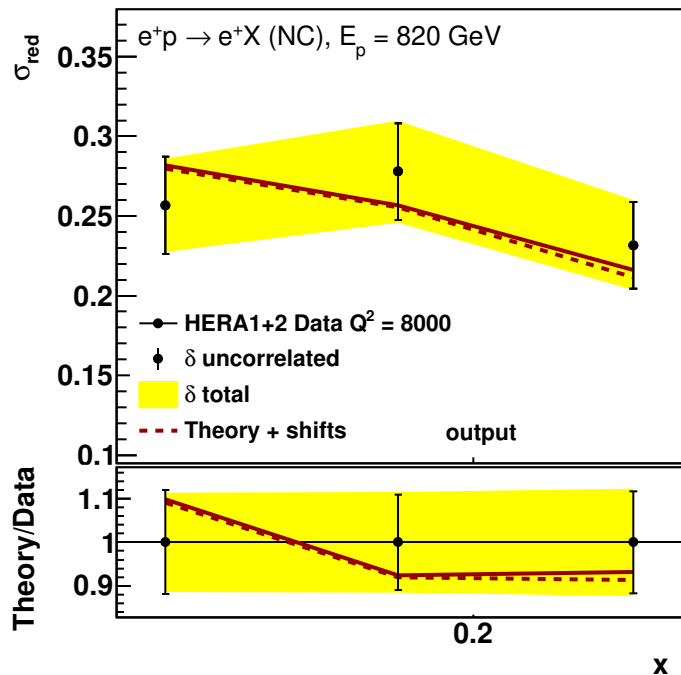 e⁺p → e⁺X (NC), E_p = 820 GeV
σ_red
0.35
0.3
0.25
0.2
0.15
0.1
HERA1+2 Data Q² = 8000
δ uncorrelated
δ total
Theory + shifts
output
Theory/Data
1.1
1
0.9
0.2
x